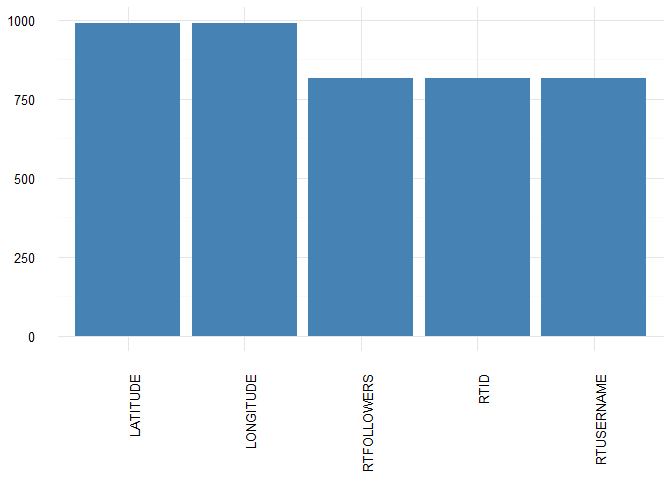 1000
750
500
250
0
LATITUDE
LONGITUDE
RTFOLLOWERS
RTID
RTUSERNAME